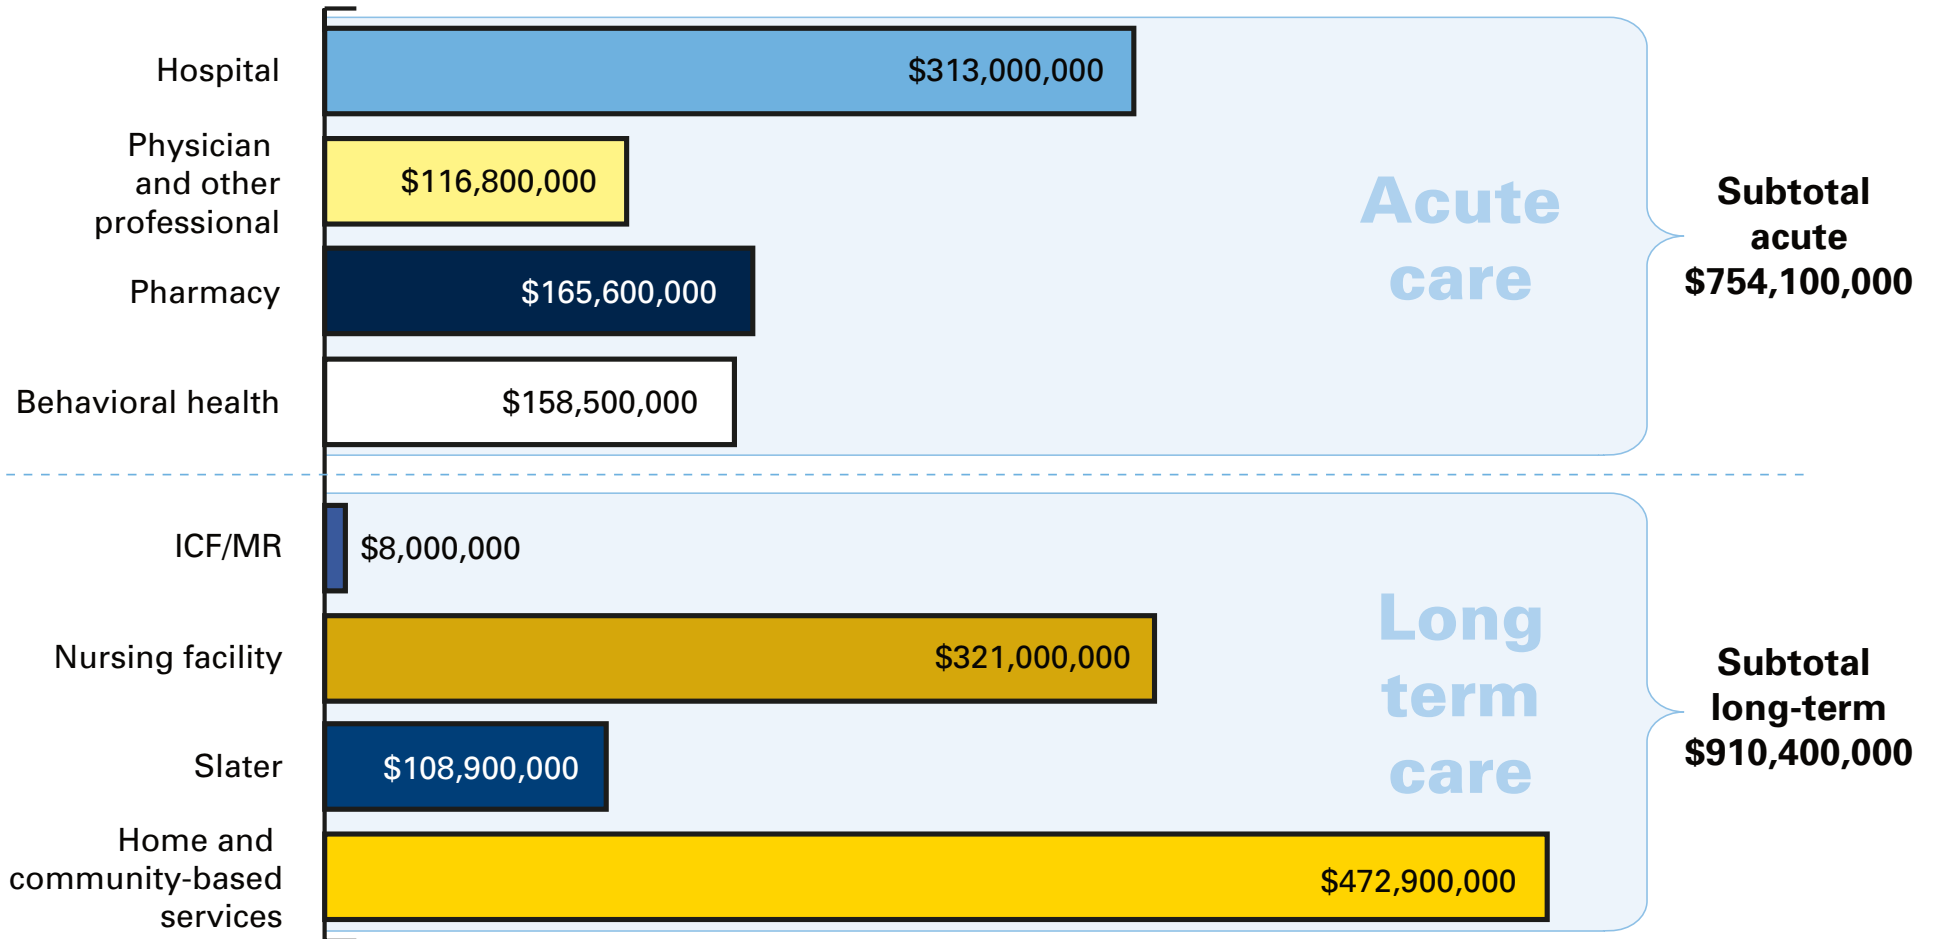 Hospital
$313,000,000
Physician
and other
professional
$116,800,000
Pharmacy
$165,600,000
Behavioral health
$158,500,000
Acute
care
Subtotal
acute
$754,100,000
ICF/MR
$8,000,000
Nursing facility
$321,000,000
Slater
$108,900,000
Home and
community-based
services
$472,900,000
Long
term
care
Subtotal
long-term
$910,400,000